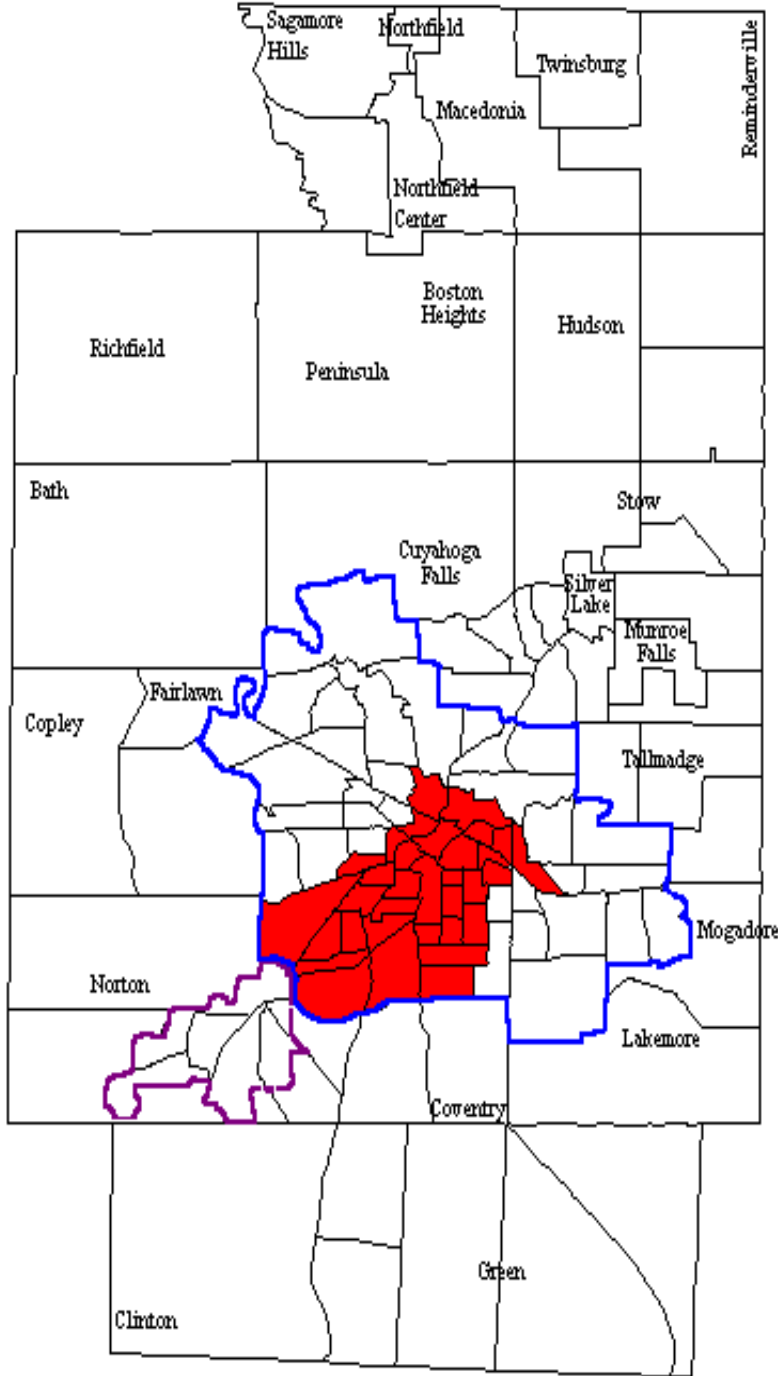 Sagamore
Hills
Northfield
Twinsburg
Reminderville
Macedonia
Northfield
Center
Boston
Heights
Hudson
Richfield
Peninsula
Bath
Stow
Cuyahoga
Falls
Silver
Lake
Munroe
Falls
Fairlawn
Copley
Tallmadge
Mogadore
Norton
Lakemore
Coventry
Green
Clinton